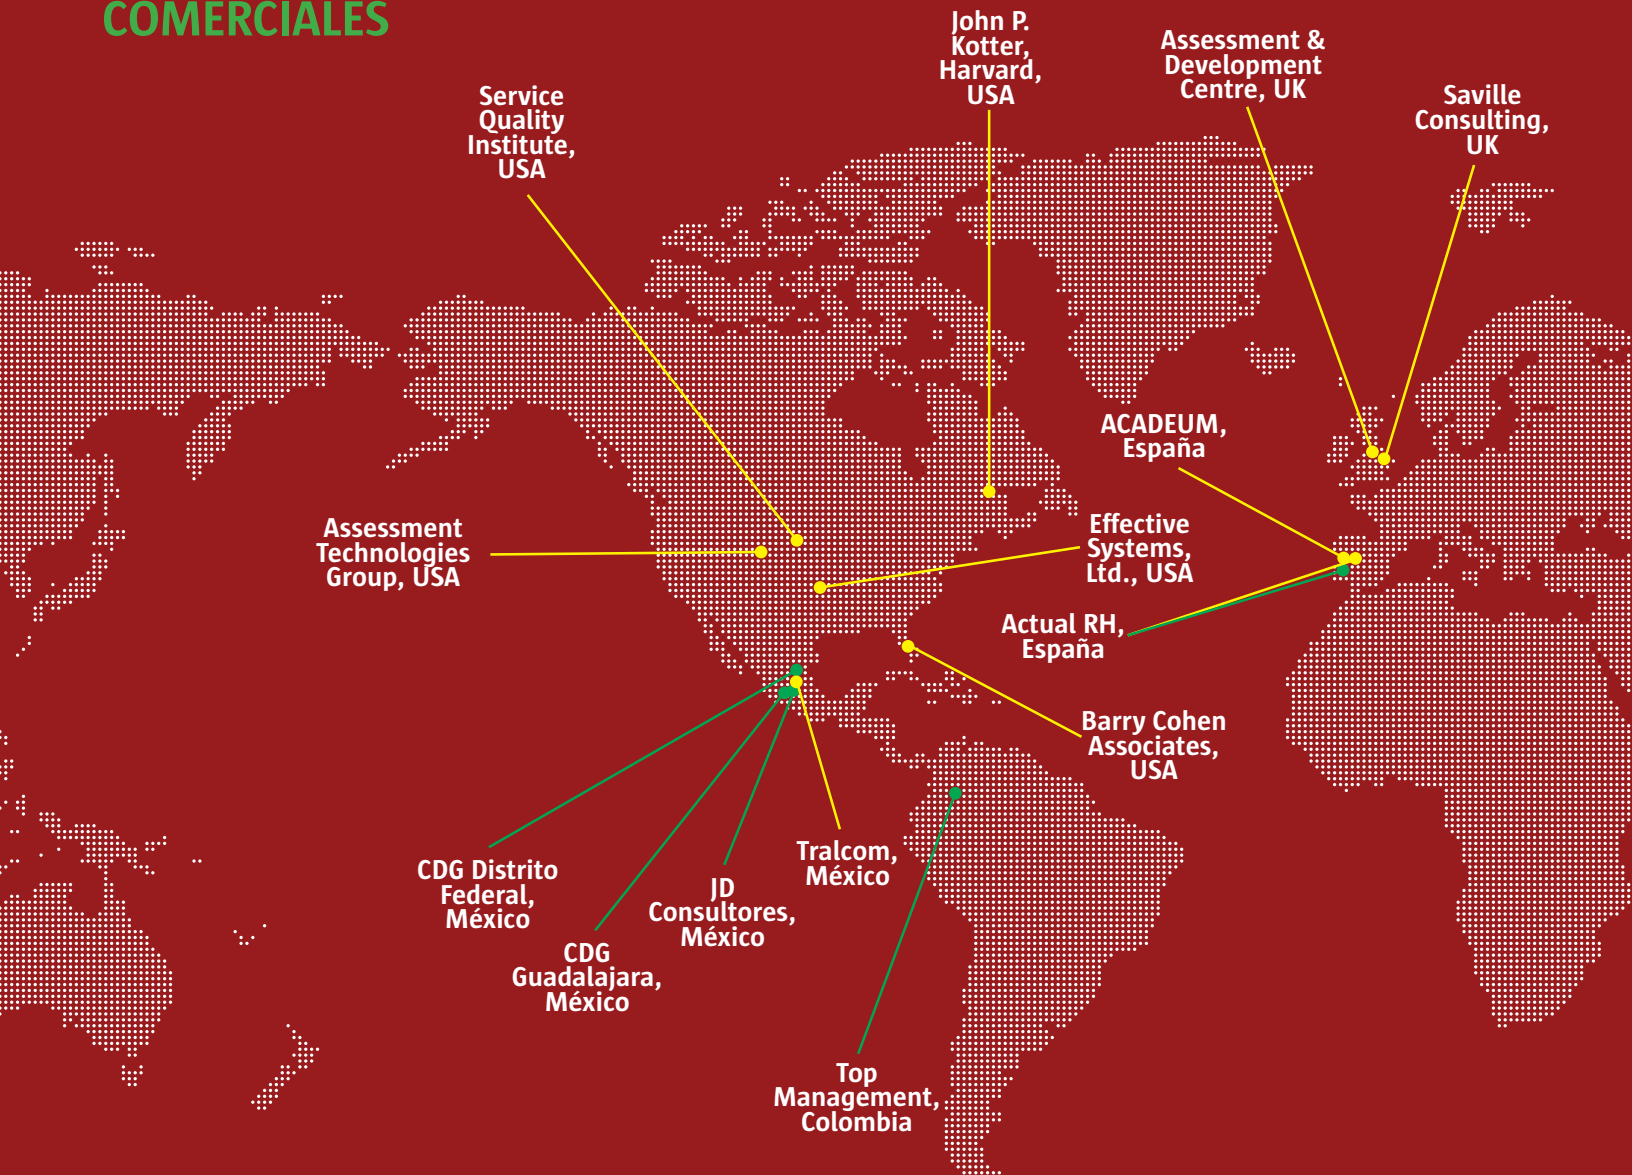 COMERCIALES
John P.
Kotter,
Harvard,
USA
Assessment &
Development
Centre, UK
Saville
Consulting,
UK
Service
Quality
Institute,
USA
ACADEUM,
España
Assessment
Technologies
Group, USA
Effective
Systems,
Ltd., USA
Actual RH,
España
Barry Cohen
Associates,
USA
Tralcom,
México
CDG Distrito
Federal,
México
JD
Consultores,
México
CDG
Guadalajara,
México
Top
Management,
Colombia